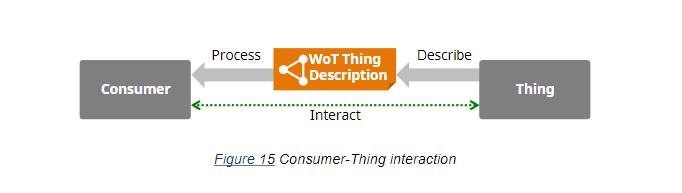 Process
WoT Thing
Description
Describe
Consumer
Thing
Interact
Figure 15 Consumer-Thing interaction